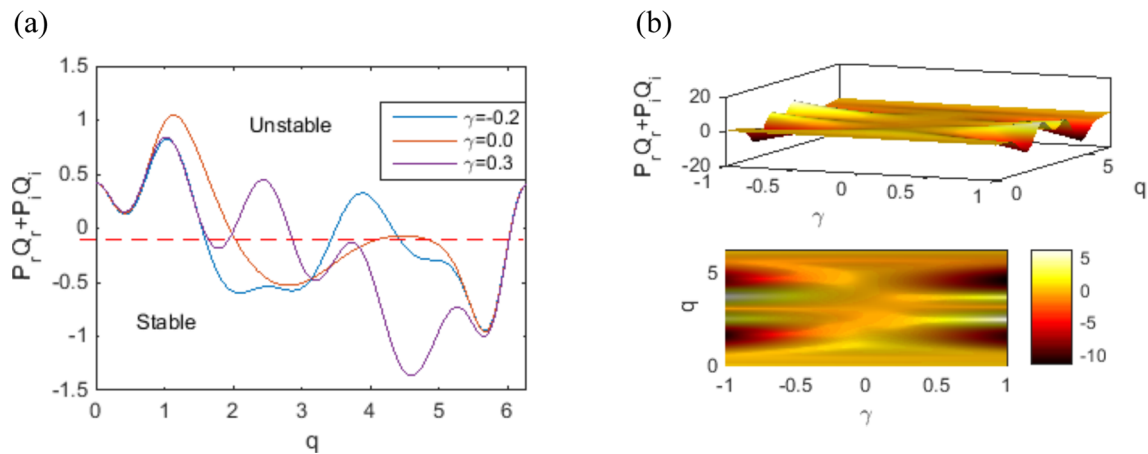 (a)
1.5
1
0.5
0
-0.5
-1
-1.5
P_rQ_r+P_iQ_i
Unstable
Stable
γ=-0.2
γ=0.0
γ=0.3
0 1 2 3 4 5 6
q
(b)
20
0
-20
P_rQ_r+P_iQ_i
-1 -0.5 0 0.5 1
γ
0 5
q
5
0
q
-1 -0.5 0 0.5 1
γ
5
0
-5
-10